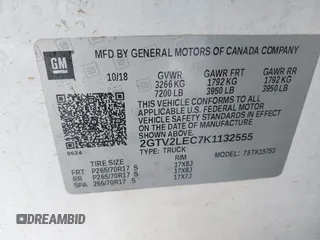 GM
MFD BY GENERAL MOTORS OF CANADA COMPANY
10/18 GVWR GAWR FRT GAWR RR
3266 KG 1792 KG 1792 KG
7200 LB 3950 LB 3950 LB
THIS VEHICLE CONFORMS TO ALL APPLICABLE
U.S. FEDERAL MOTOR VEHICLE SAFETY
STANDARDS IN EFFECT ON THE DATE OF
MANUFACTURE SHOWN ABOVE.
2GTV2LEC7K1132555
TYPE: TRUCK MODEL:
TIRE SIZE RIM
FRT P265/70R17 S 17X8J
RR P265/70R17 S 17X8J
SPA 265/70R17 S 17X7J
AUTOBIDCAR